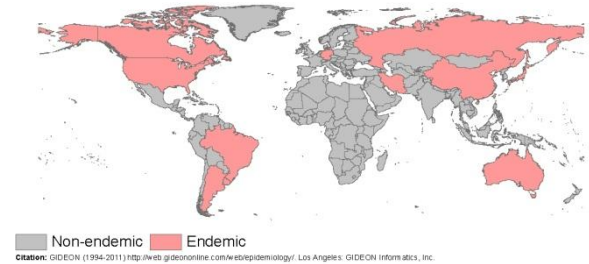 Non-endemic Endemic
Citation: GIDEON (1994-2011) http://web.gideononline.com/web/epidemiology/. Los Angeles: GIDEON Informatics, Inc.